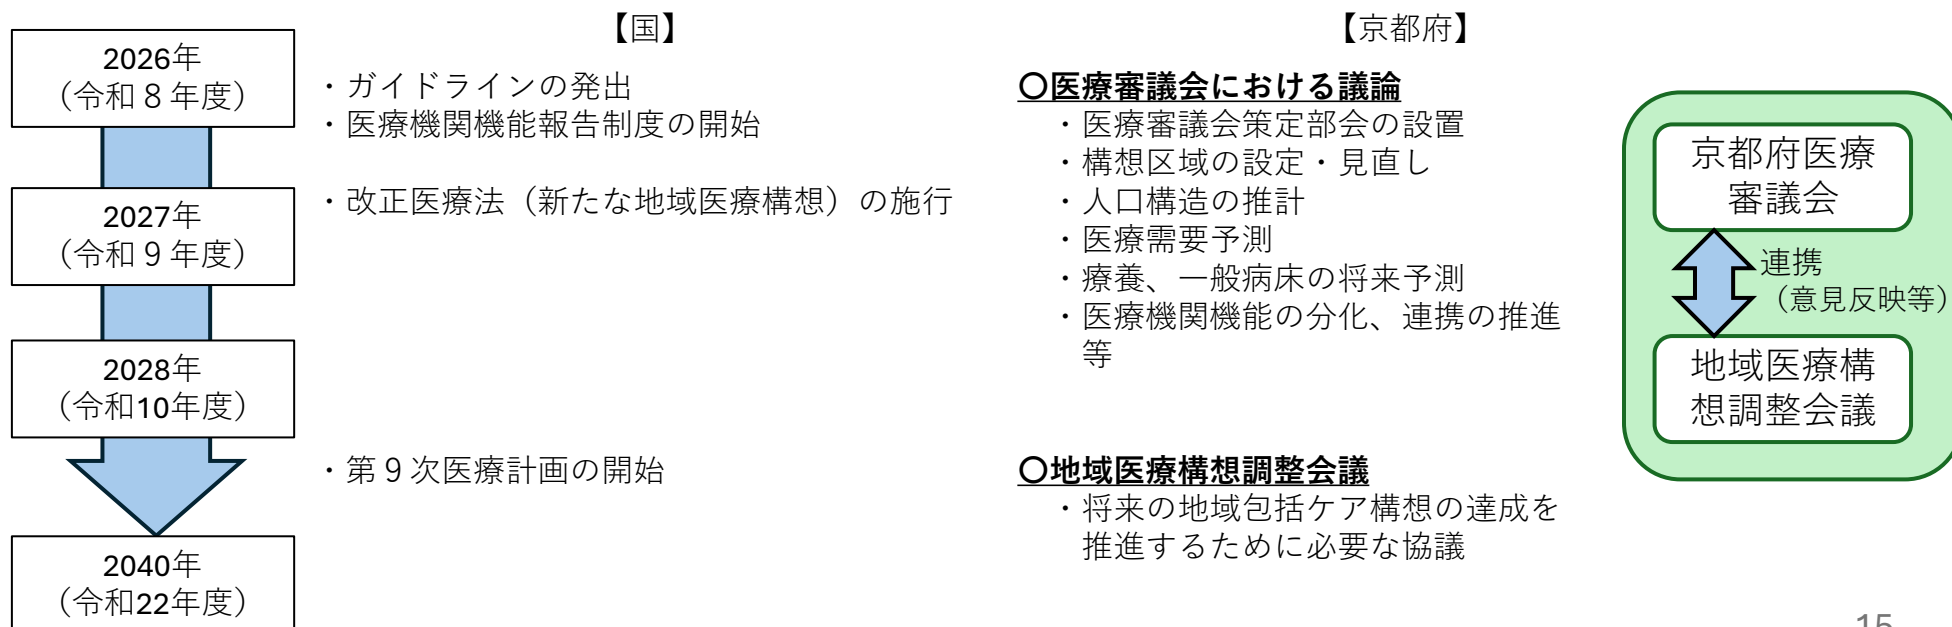 【国】
【京都府】
2026年
（令和８年度）
・ガイドラインの発出
・医療機関機能報告制度の開始
・改正医療法（新たな地域医療構想）の施行
2027年
（令和９年度）
2028年
（令和10年度）
・第９次医療計画の開始
2040年
（令和22年度）
〇医療審議会における議論
・医療審議会策定部会の設置
・構想区域の設定・見直し
・人口構造の推計
・医療需要予測
・療養、一般病床の将来予測
・医療機関機能の分化、連携の推進
等
〇地域医療構想調整会議
・将来の地域包括ケア構想の達成を
推進するために必要な協議
京都府医療
審議会
連携
（意見反映等）
地域医療構
想調整会議
15